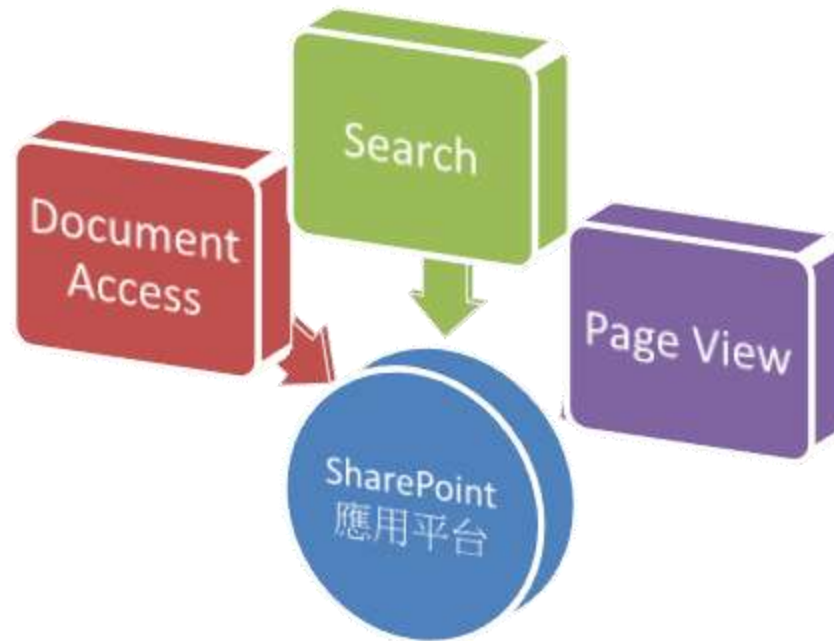 Search
Document
Access
Page View
SharePoint
應用平台